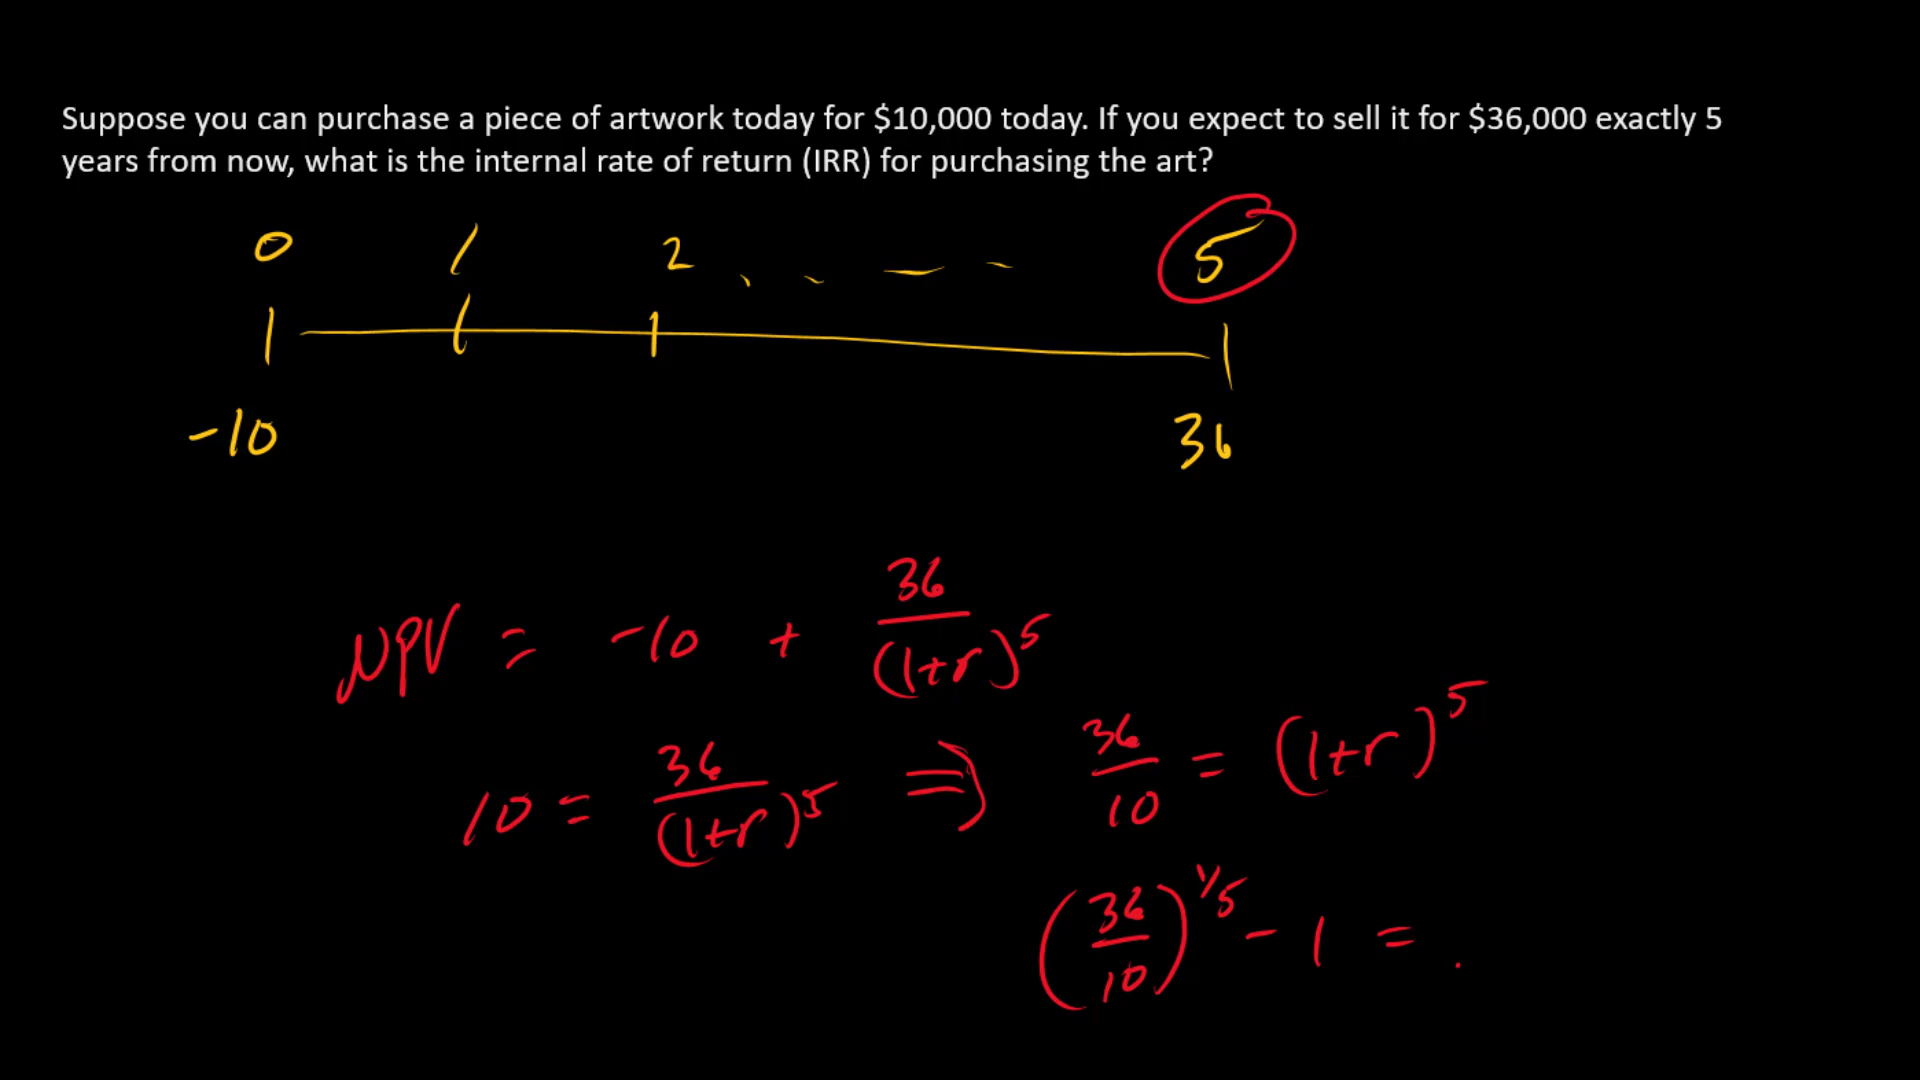 Suppose you can purchase a piece of artwork today for $10,000 today. If you expect to sell it for $36,000 exactly 5
years from now, what is the internal rate of return (IRR) for purchasing the art?
0 1 2 . . — - 5
-10 36
NPV = -10 + 36/(1+r)^5
10 = 36/(1+r)^5 ⇒ 36/10 = (1+r)^5
(36/10)^1/5 - 1 = .